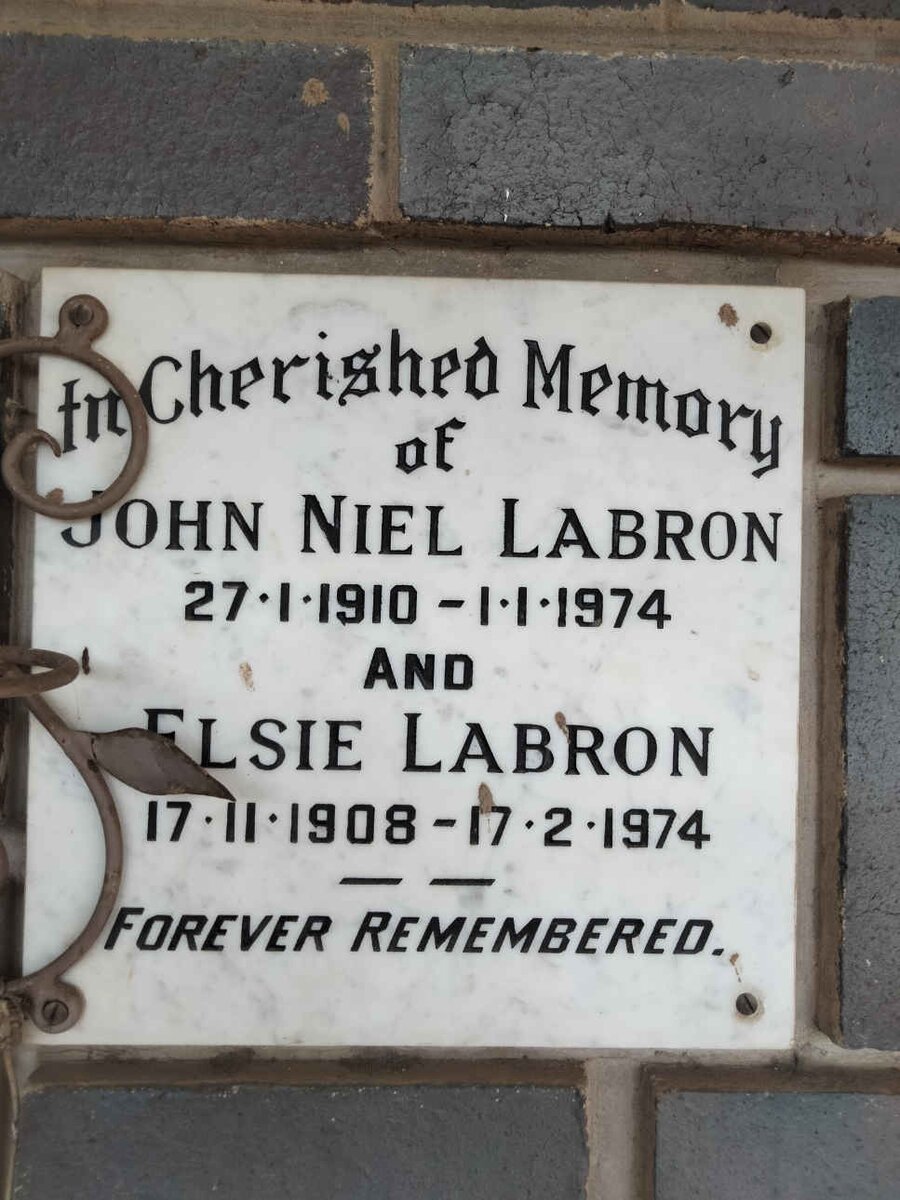 In Cherished Memory
of
JOHN NIEL LABRON
27·1·1910 – 1·1·1974
AND
ELSIE LABRON
17·11·1908 – 17·2·1974
FOREVER REMEMBERED.